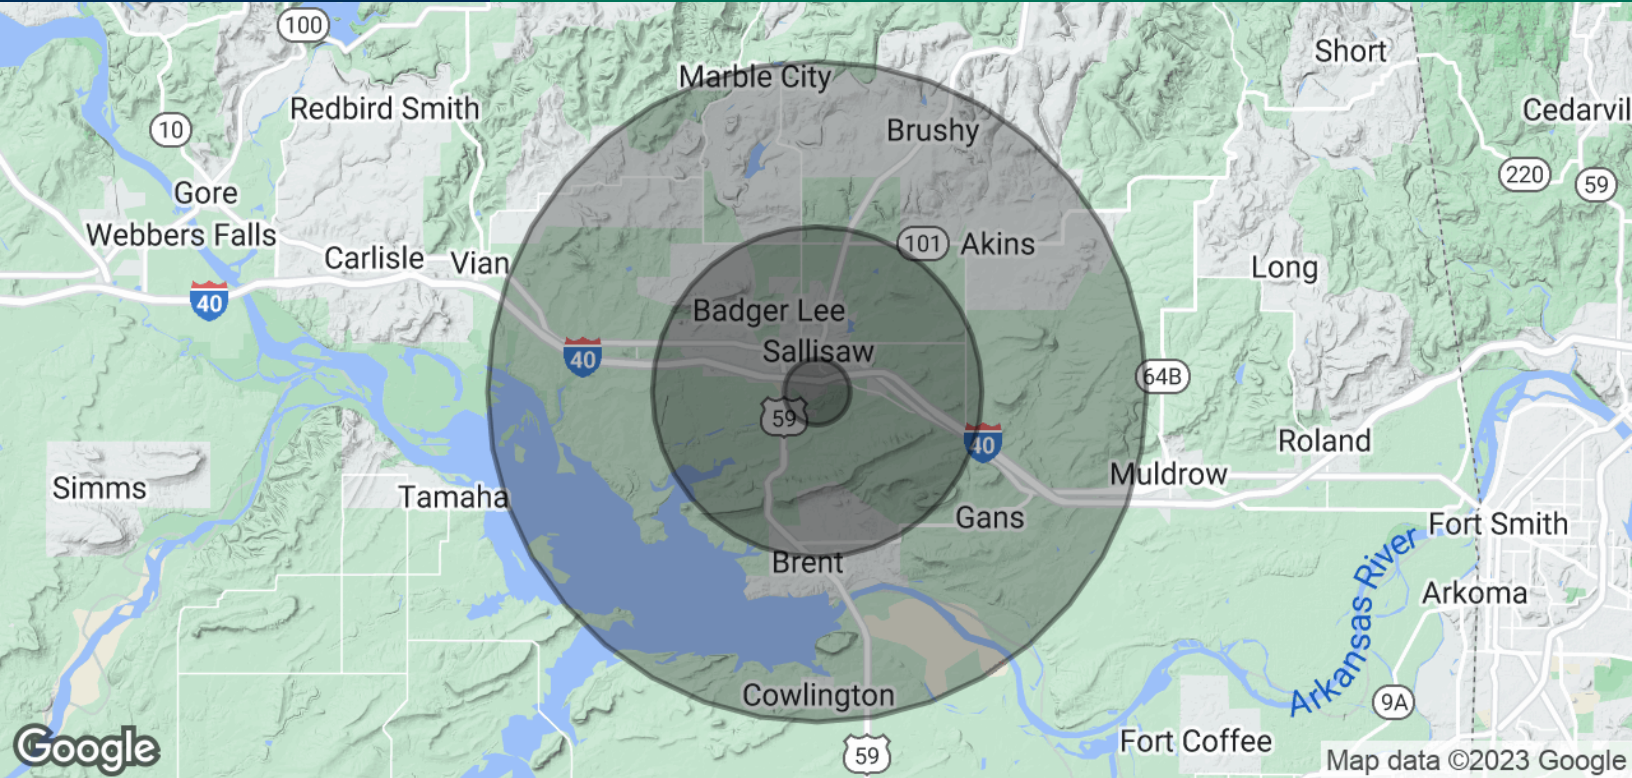 100
Short
Marble City
Redbird Smith
Cedarvil
10
Brushy
220
59
Gore
Webbers Falls
101
Akins
Carlisle
Vian
Long
40
Badger Lee
Sallisaw
40
64B
59
40
Roland
Muldrow
Simms
Tamaha
Gans
Fort Smith
Brent
Arkansas River
Arkoma
Cowlington
9A
Fort Coffee
59
Google
Map data ©2023 Google